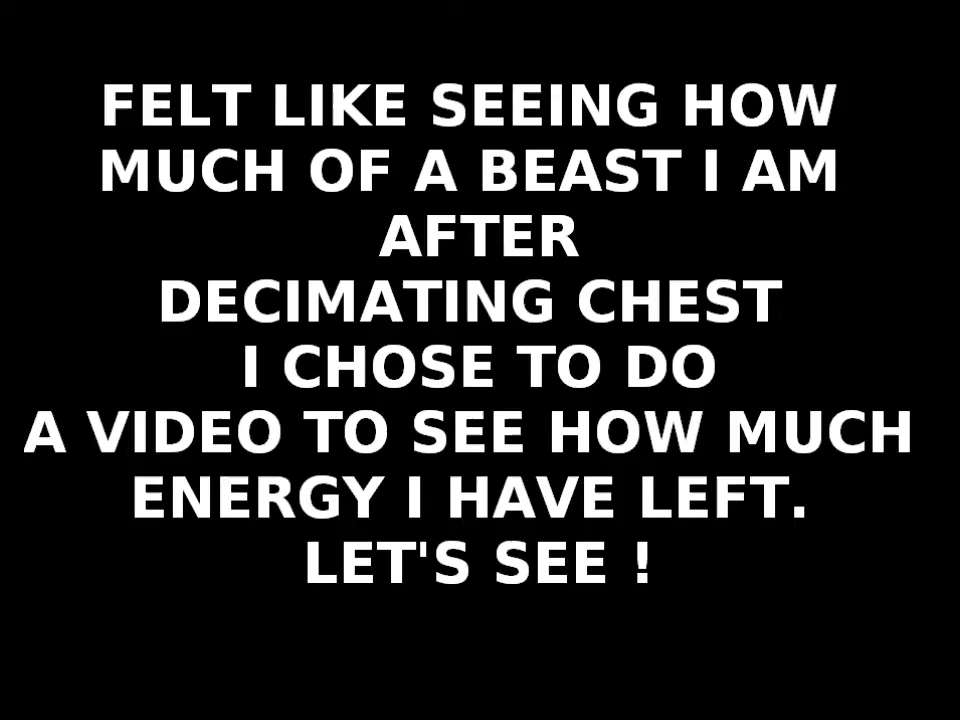 FELT LIKE SEEING HOW
MUCH OF A BEAST I AM
AFTER
DECIMATING CHEST
I CHOSE TO DO
A VIDEO TO SEE HOW MUCH
ENERGY I HAVE LEFT.
LET'S SEE !